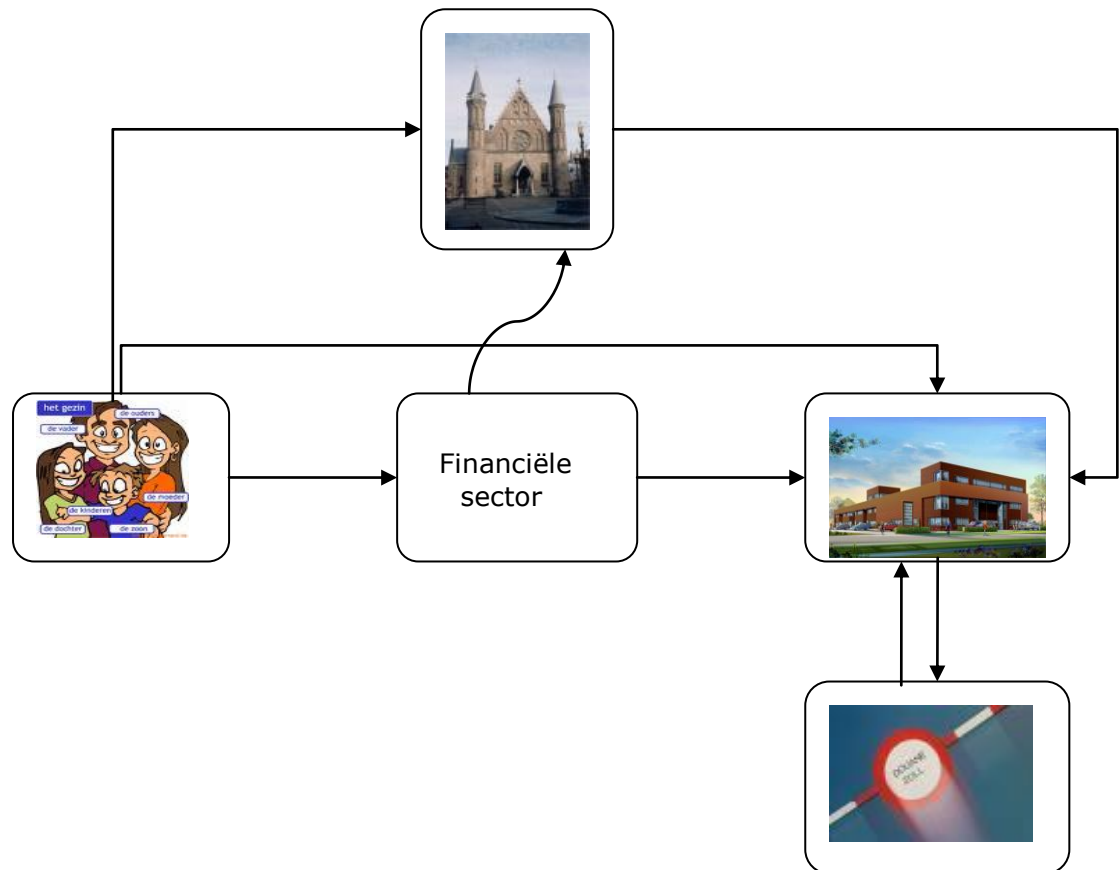 het gezin
de ouders
de vader
de moeder
de kinderen
de dochter
de zoon
Financiële
sector
DOUANE
ZOLL